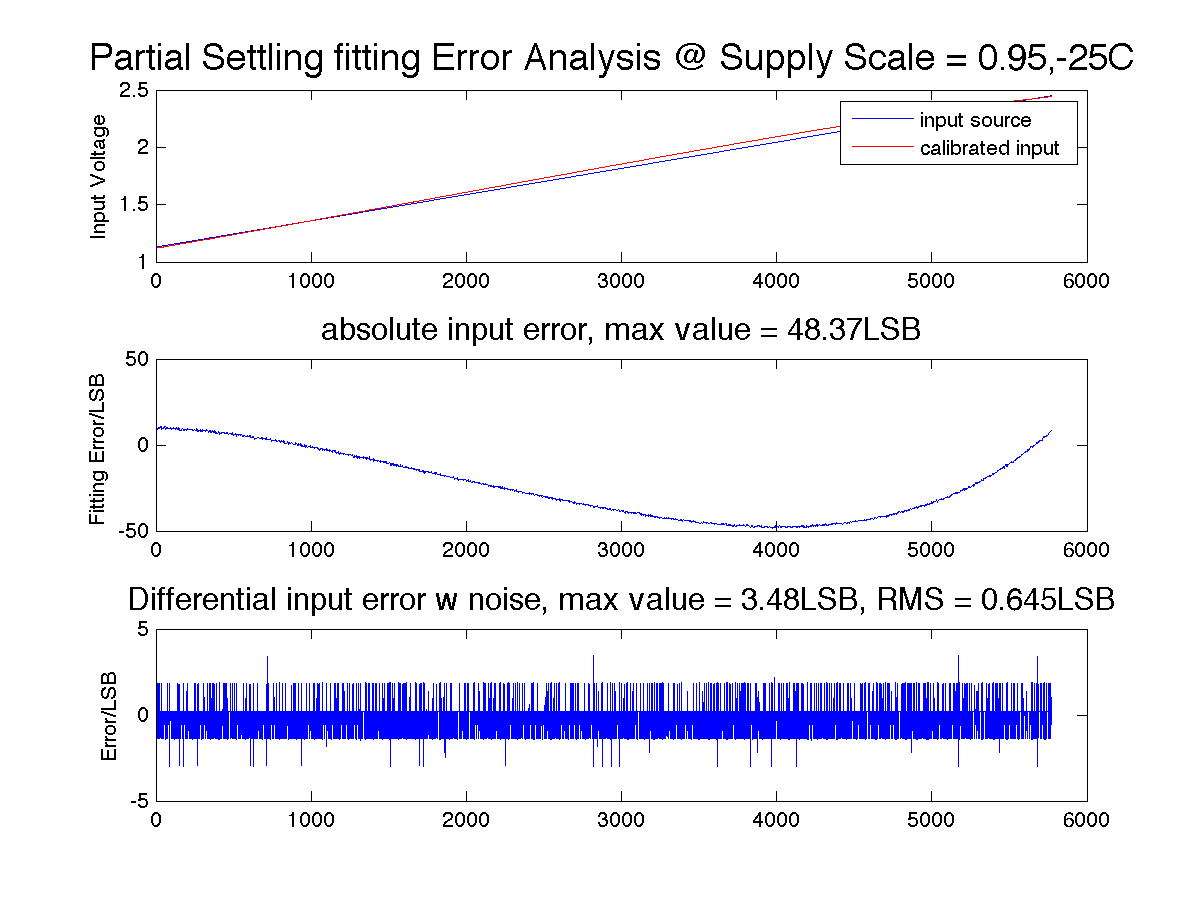 Partial Settling fitting Error Analysis @ Supply Scale = 0.95,-25C
2.5
2
1.5
1
Input Voltage
input source
calibrated input
0 1000 2000 3000 4000 5000 6000
absolute input error, max value = 48.37LSB
50
0
-50
Fitting Error/LSB
0 1000 2000 3000 4000 5000 6000
Differential input error w noise, max value = 3.48LSB, RMS = 0.645LSB
5
0
-5
Error/LSB
0 1000 2000 3000 4000 5000 6000